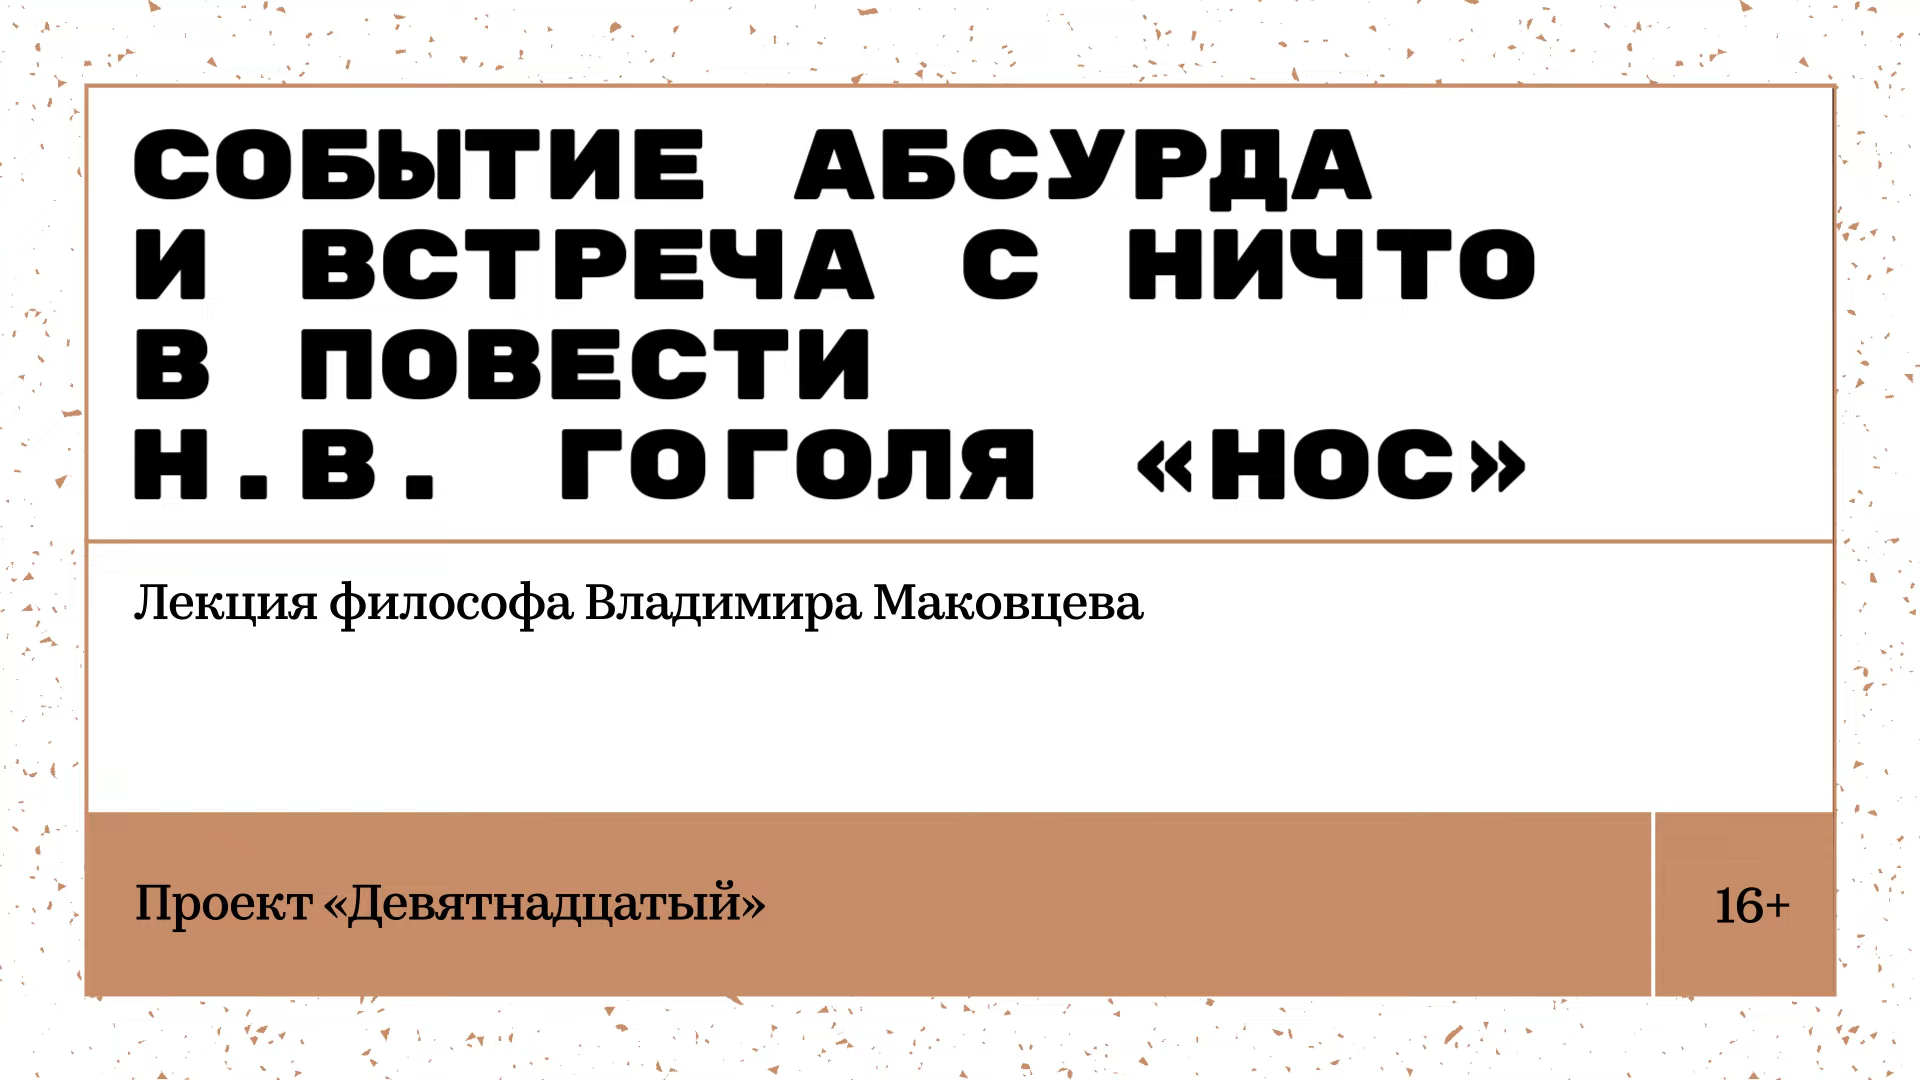 СОБЫТИЕ АБСУРДА
И ВСТРЕЧА С НИЧТО
В ПОВЕСТИ
Н.В. ГОГОЛЯ «НОС»
Лекция философа Владимира Маковцева
Проект «Девятнадцатый»
16+